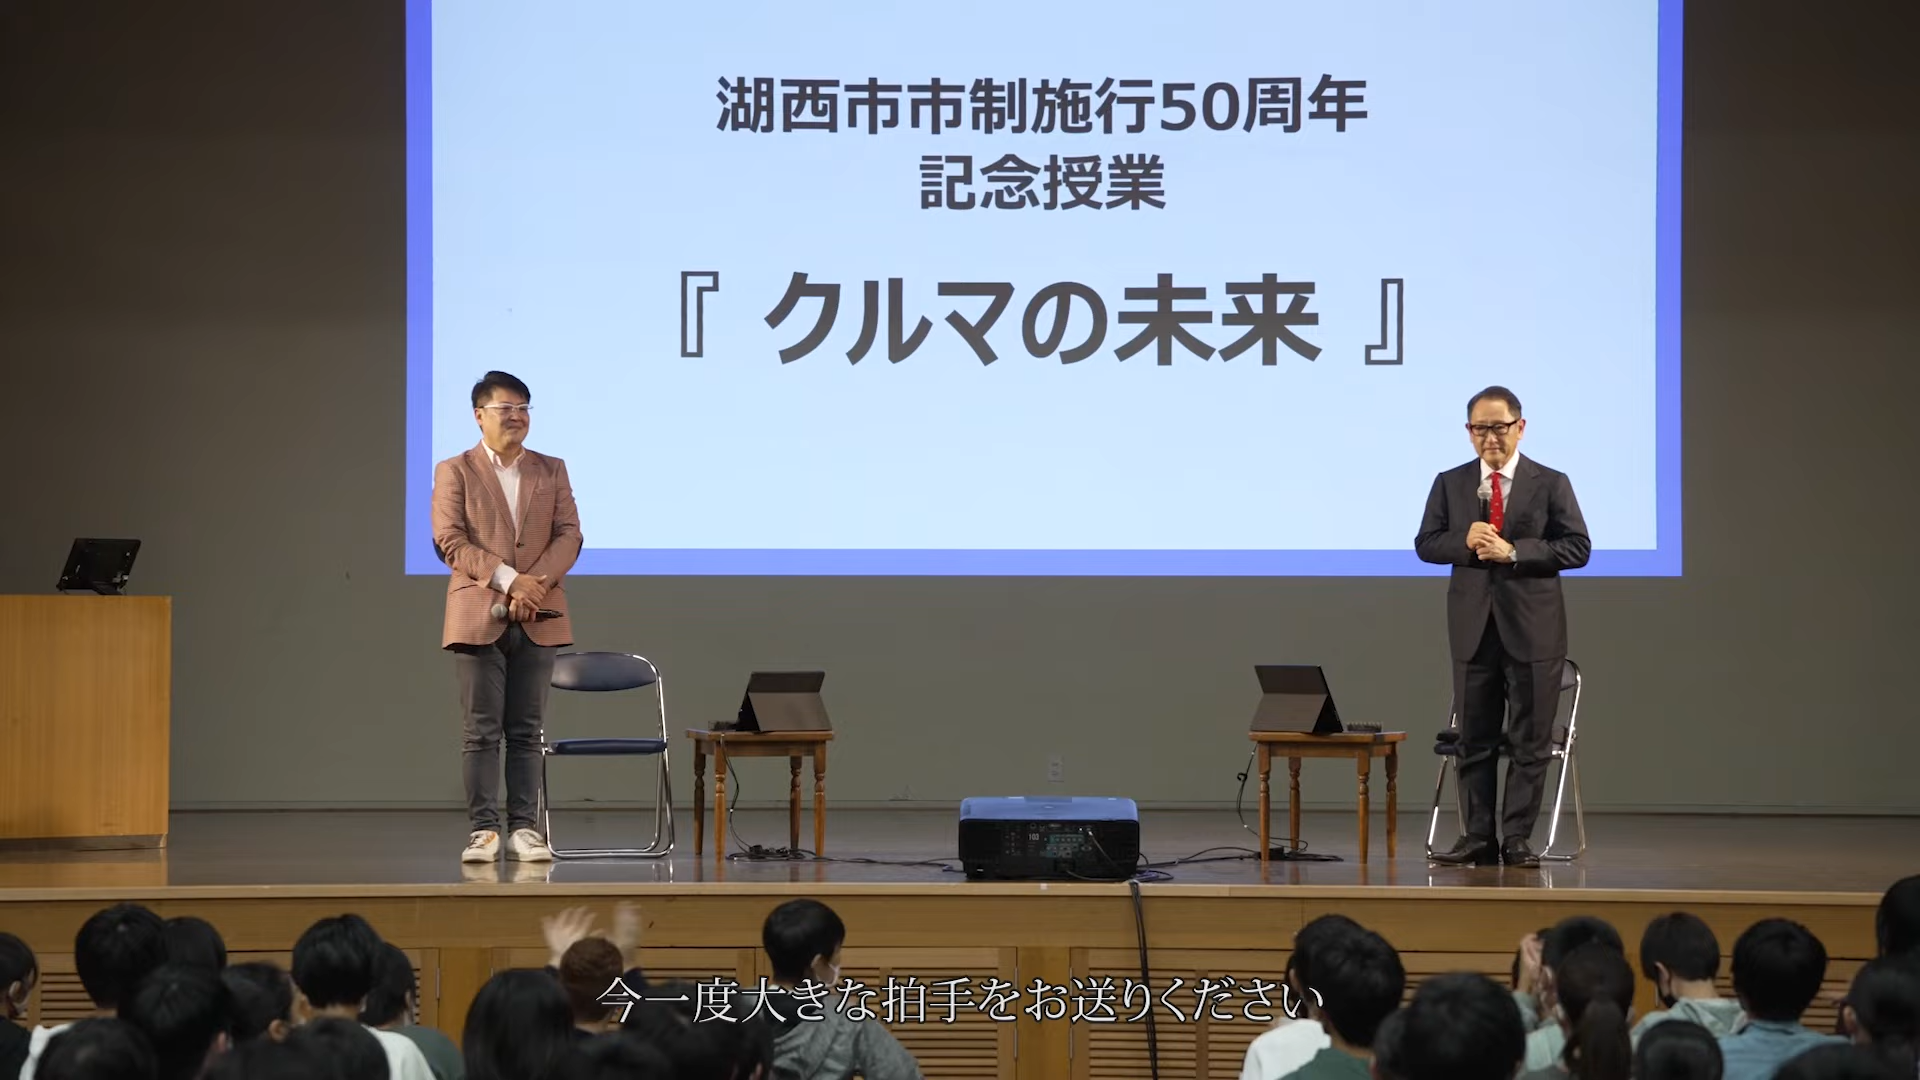 湖西市市制施行50周年
記念授業
『 クルマの未来 』
103
今一度大きな拍手をお送りください